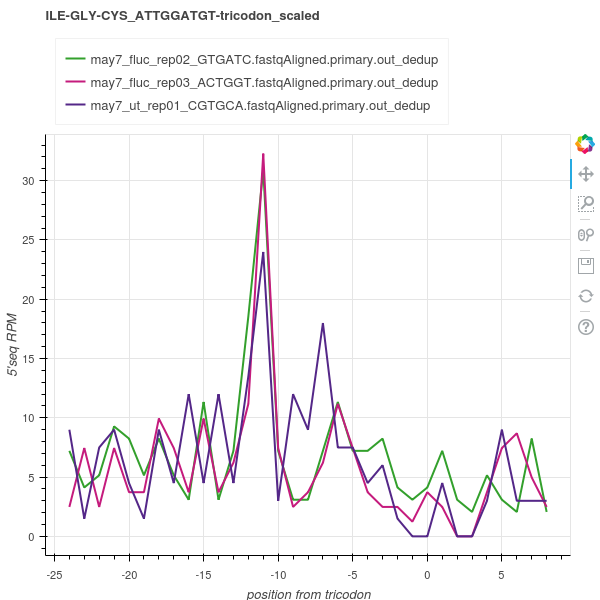 ILE-GLY-CYS_ATTGGATGT-tricodon_scaled
may7_fluc_rep02_GTGATC.fastqAligned.primary.out_dedup
may7_fluc_rep03_ACTGGT.fastqAligned.primary.out_dedup
may7_ut_rep01_CGTGCA.fastqAligned.primary.out_dedup
5'seq RPM
30
25
20
15
10
5
0
-25 -20 -15 -10 -5 0 5
position from tricodon